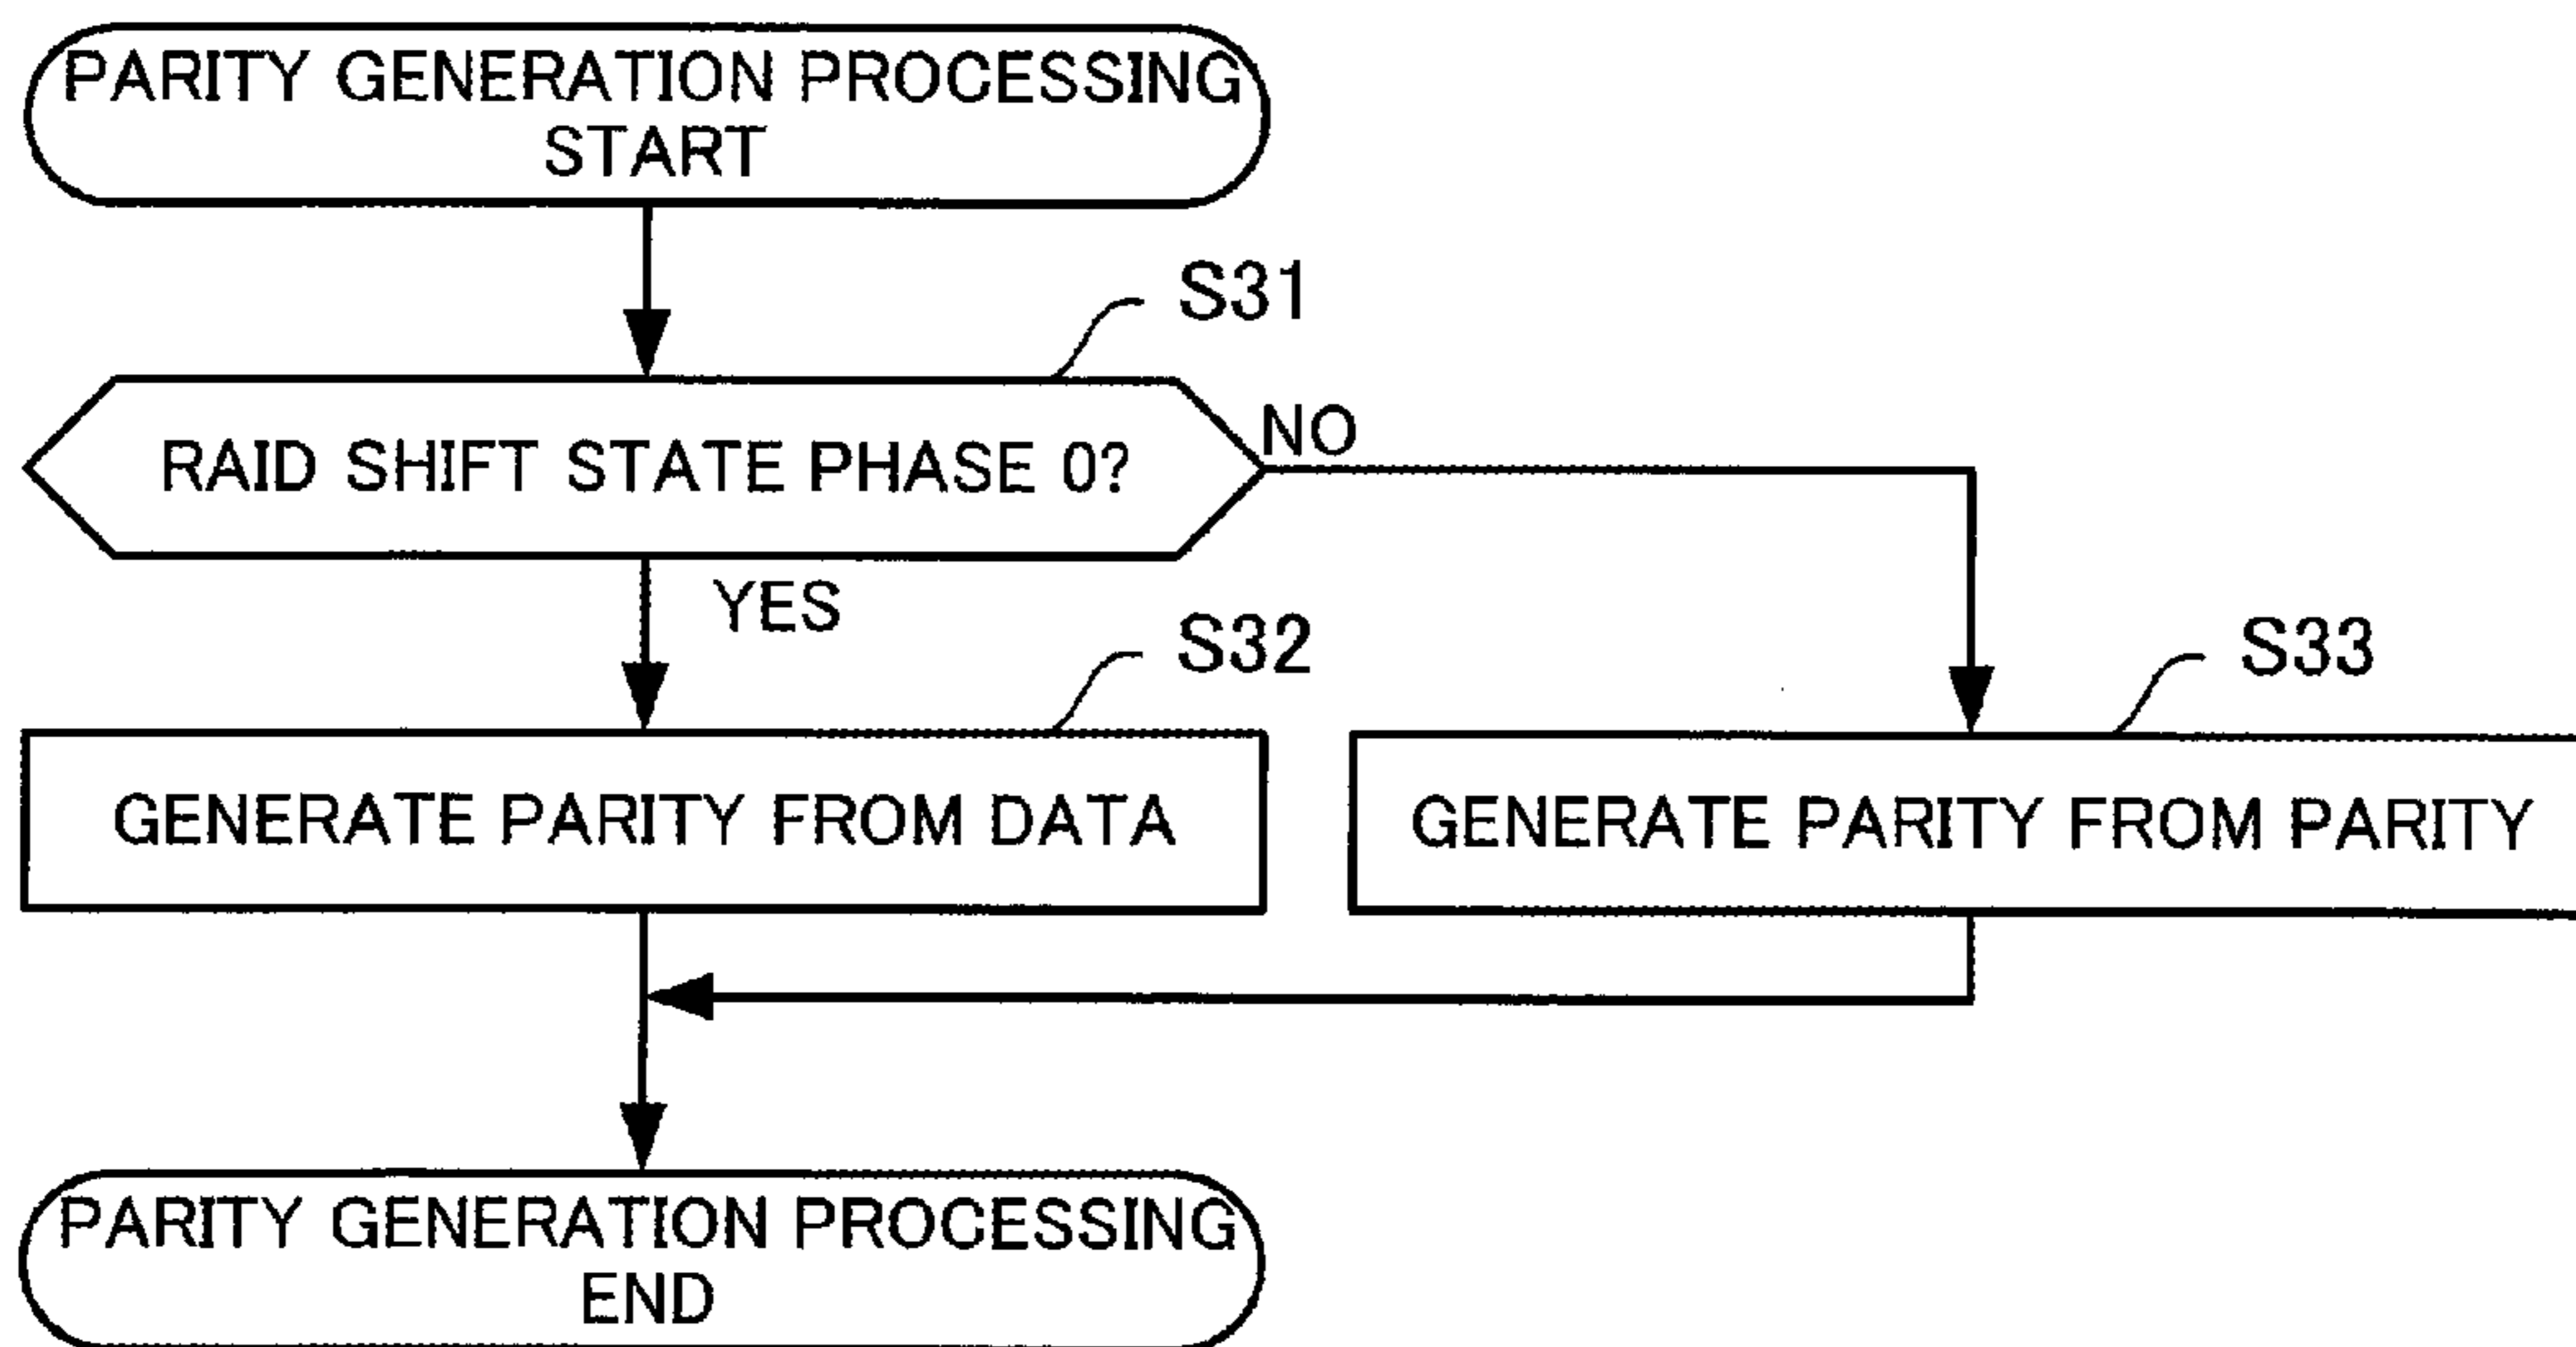 PARITY GENERATION PROCESSING
START
S31
RAID SHIFT STATE PHASE 0?
NO
YES
S32
S33
GENERATE PARITY FROM DATA
GENERATE PARITY FROM PARITY
PARITY GENERATION PROCESSING
END